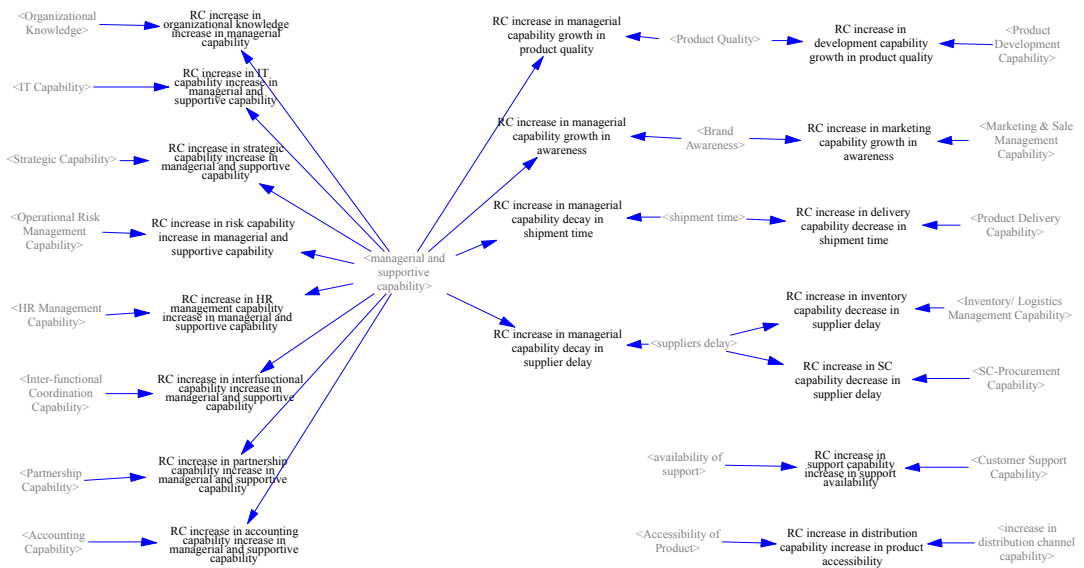 <Organizational
Knowledge>
RC increase in
organizational knowledge
increase in managerial
capability
<IT Capability>
RC increase in IT
capability increase in
managerial and
supportive capability
<Strategic Capability>
RC increase in strategic
capability increase in
managerial and supportive
capability
<Operational Risk
Management
Capability>
RC increase in risk capability
increase in managerial and
supportive capability
<HR Management
Capability>
RC increase in HR
management capability
increase in managerial and
supportive capability
<Inter-functional
Coordination
Capability>
RC increase in interfunctional
capability increase in
managerial and supportive
capability
<Partnership
Capability>
RC increase in partnership
capability increase in
managerial and supportive
capability
<Accounting
Capability>
RC increase in accounting
capability increase in
managerial and supportive
capability
<managerial and
supportive
capability>
RC increase in managerial
capability growth in
product quality
<Product Quality>
RC increase in
development capability
growth in product quality
<Product
Development
Capability>
RC increase in managerial
capability growth in
awareness
<Brand
Awareness>
RC increase in marketing
capability growth in
awareness
<Marketing & Sale
Management
Capability>
RC increase in managerial
capability decay in
shipment time
<shipment time>
RC increase in delivery
capability decrease in
shipment time
<Product Delivery
Capability>
RC increase in managerial
capability decay in
supplier delay
<suppliers delay>
RC increase in inventory
capability decrease in
supplier delay
<Inventory/ Logistics
Management Capability>
RC increase in SC
capability decrease in
supplier delay
<SC-Procurement
Capability>
<availability of
support>
RC increase in
support capability
increase in support
availability
<Customer Support
Capability>
<Accessibility of
Product>
RC increase in distribution
capability increase in product
accessibility
<increase in
distribution channel
capability>